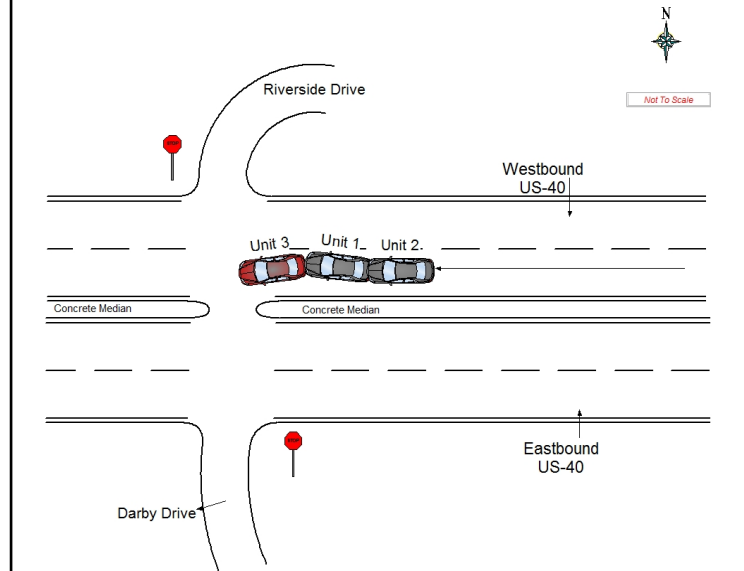 N
Riverside Drive
Not To Scale
STOP
Westbound
US-40
Unit 3
Unit 1
Unit 2
Concrete Median
Concrete Median
STOP
Eastbound
US-40
Darby Drive